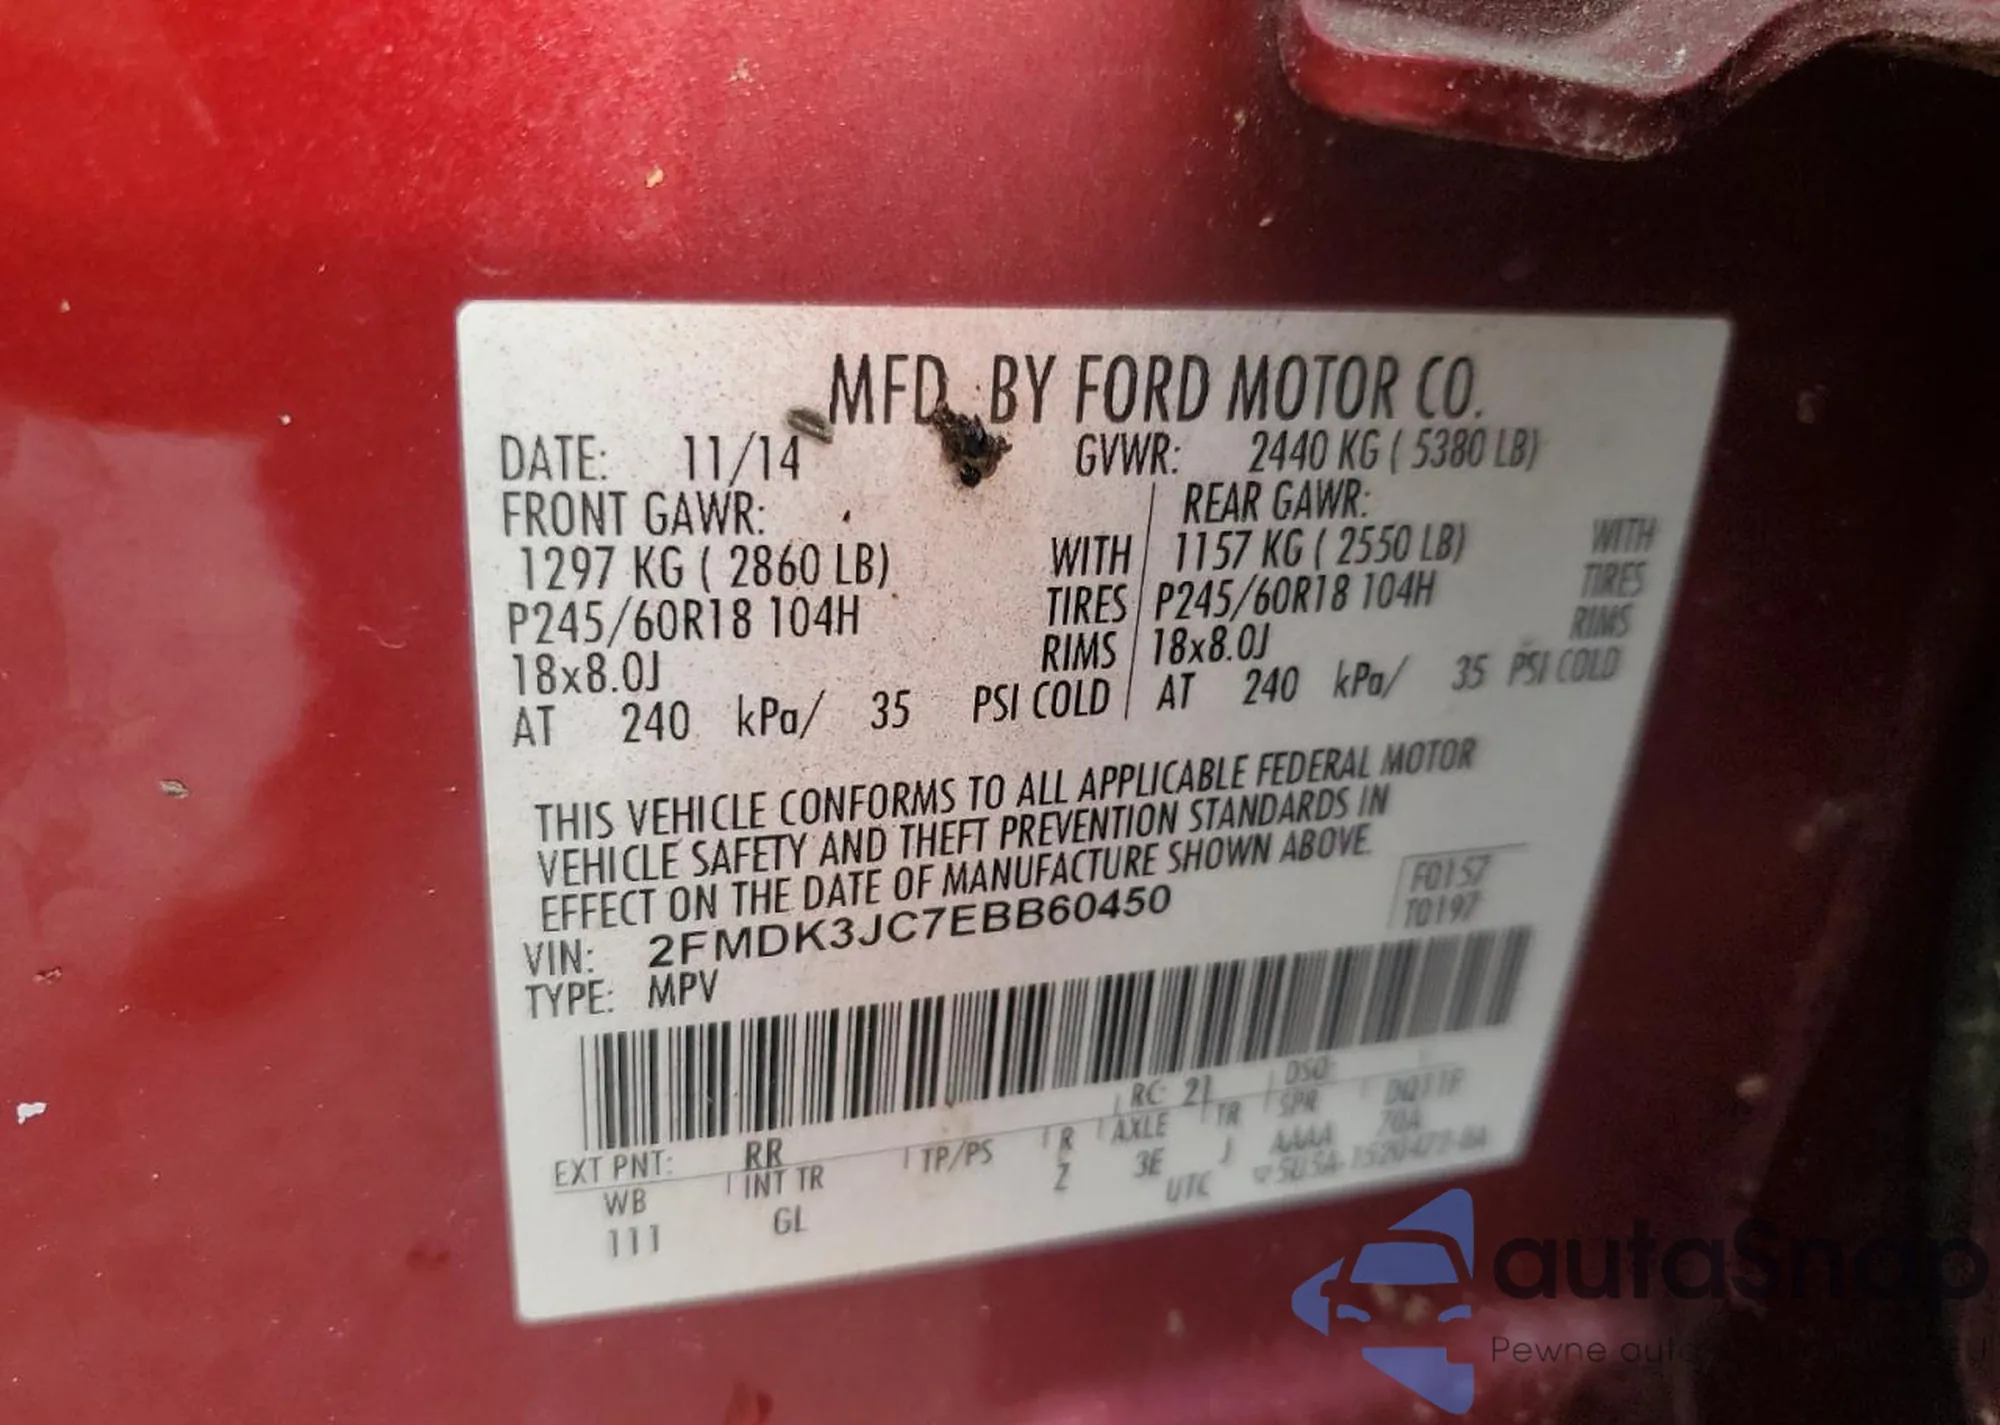 MFD. BY FORD MOTOR CO.
DATE: 11/14 GVWR: 2440 KG ( 5380 LB)
FRONT GAWR: REAR GAWR:
1297 KG ( 2860 LB) WITH 1157 KG ( 2550 LB) WITH
P245/60R18 104H TIRES P245/60R18 104H TIRES
18x8.0J RIMS 18x8.0J RIMS
AT 240 kPa/ 35 PSI COLD AT 240 kPa/ 35 PSI COLD
THIS VEHICLE CONFORMS TO ALL APPLICABLE FEDERAL MOTOR
VEHICLE SAFETY AND THEFT PREVENTION STANDARDS IN
EFFECT ON THE DATE OF MANUFACTURE SHOWN ABOVE.
F0157
T0197
VIN: 2FMDK3JC7EBB60450
TYPE: MPV
EXT PNT: RR RC: 21 DSO:
WB INT TR TP/PS R AXLE TR SPR
111 GL Z 3E J AAAA
UTC
autaSnap
Pewne